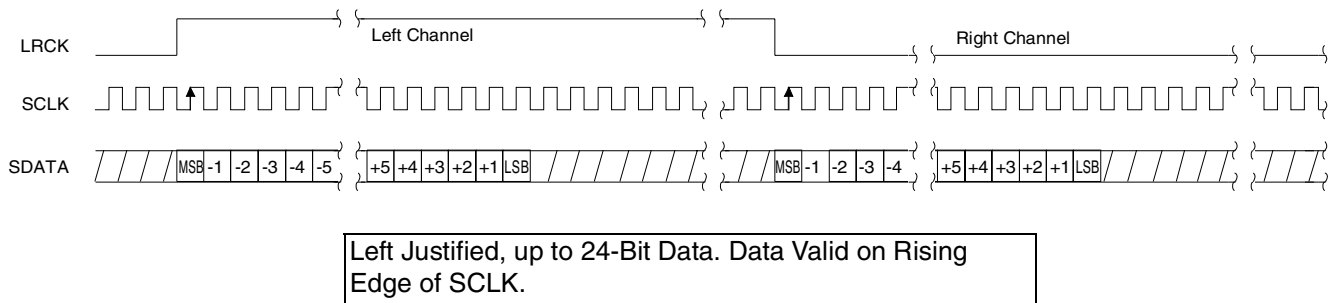 LRCK Left Channel Right Channel
SCLK
SDATA MSB -1 -2 -3 -4 -5 +5 +4 +3 +2 +1 LSB MSB -1 -2 -3 -4 +5 +4 +3 +2 +1 LSB
Left Justified, up to 24-Bit Data. Data Valid on Rising
Edge of SCLK.